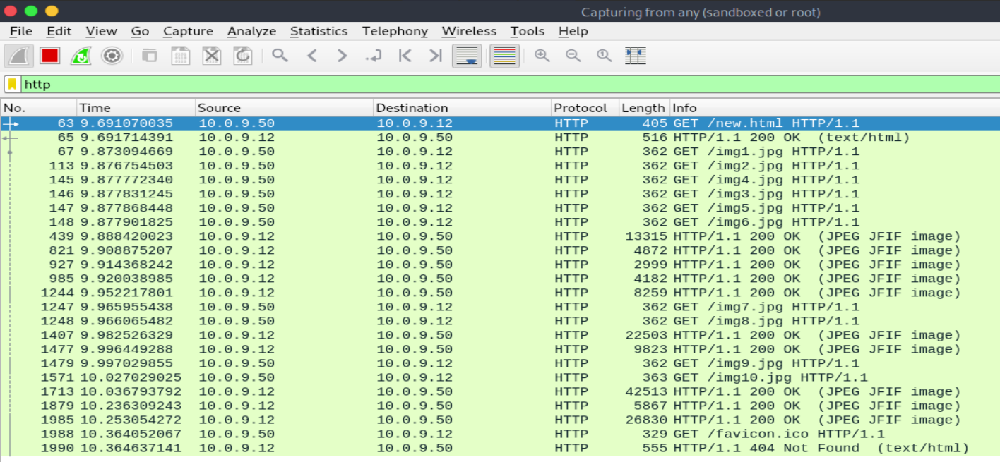 Capturing from any (sandboxed or root)
File Edit View Go Capture Analyze Statistics Telephony Wireless Tools Help
http
No. Time Source Destination Protocol Length Info
63 9.691070035 10.0.9.50 10.0.9.12 HTTP 405 GET /new.html HTTP/1.1
65 9.691714391 10.0.9.12 10.0.9.50 HTTP 516 HTTP/1.1 200 OK (text/html)
67 9.873094669 10.0.9.50 10.0.9.12 HTTP 362 GET /img1.jpg HTTP/1.1
113 9.876754503 10.0.9.50 10.0.9.12 HTTP 362 GET /img2.jpg HTTP/1.1
145 9.877772340 10.0.9.50 10.0.9.12 HTTP 362 GET /img4.jpg HTTP/1.1
146 9.877831245 10.0.9.50 10.0.9.12 HTTP 362 GET /img3.jpg HTTP/1.1
147 9.877868448 10.0.9.50 10.0.9.12 HTTP 362 GET /img5.jpg HTTP/1.1
148 9.877901825 10.0.9.50 10.0.9.12 HTTP 362 GET /img6.jpg HTTP/1.1
439 9.888420023 10.0.9.12 10.0.9.50 HTTP 13315 HTTP/1.1 200 OK (JPEG JFIF image)
821 9.908875207 10.0.9.12 10.0.9.50 HTTP 4872 HTTP/1.1 200 OK (JPEG JFIF image)
927 9.914368242 10.0.9.12 10.0.9.50 HTTP 2999 HTTP/1.1 200 OK (JPEG JFIF image)
985 9.920038985 10.0.9.12 10.0.9.50 HTTP 4182 HTTP/1.1 200 OK (JPEG JFIF image)
1244 9.952217801 10.0.9.12 10.0.9.50 HTTP 8259 HTTP/1.1 200 OK (JPEG JFIF image)
1247 9.965955438 10.0.9.50 10.0.9.12 HTTP 362 GET /img7.jpg HTTP/1.1
1248 9.966065482 10.0.9.50 10.0.9.12 HTTP 362 GET /img8.jpg HTTP/1.1
1407 9.982526329 10.0.9.12 10.0.9.50 HTTP 22503 HTTP/1.1 200 OK (JPEG JFIF image)
1477 9.996449288 10.0.9.12 10.0.9.50 HTTP 9823 HTTP/1.1 200 OK (JPEG JFIF image)
1479 9.997029855 10.0.9.50 10.0.9.12 HTTP 362 GET /img9.jpg HTTP/1.1
1571 10.027029025 10.0.9.50 10.0.9.12 HTTP 363 GET /img10.jpg HTTP/1.1
1713 10.036793792 10.0.9.12 10.0.9.50 HTTP 42513 HTTP/1.1 200 OK (JPEG JFIF image)
1879 10.236309243 10.0.9.12 10.0.9.50 HTTP 5867 HTTP/1.1 200 OK (JPEG JFIF image)
1985 10.253054272 10.0.9.12 10.0.9.50 HTTP 26830 HTTP/1.1 200 OK (JPEG JFIF image)
1988 10.364052067 10.0.9.50 10.0.9.12 HTTP 329 GET /favicon.ico HTTP/1.1
1990 10.364637141 10.0.9.12 10.0.9.50 HTTP 555 HTTP/1.1 404 Not Found (text/html)